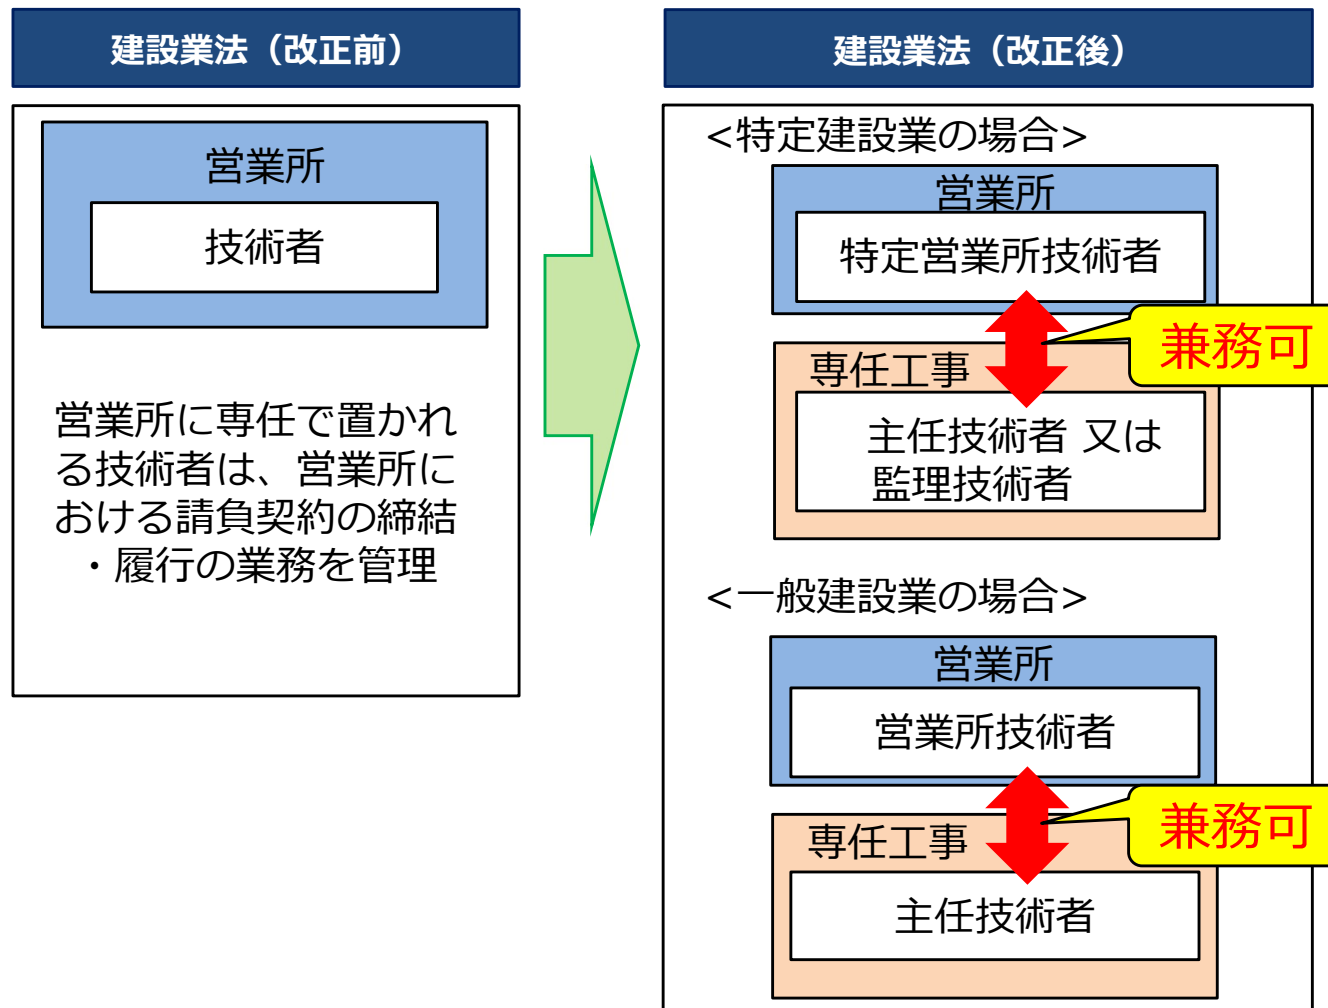 建設業法（改正前）
営業所
技術者
営業所に専任で置かれ
る技術者は、営業所に
おける請負契約の締結
・履行の業務を管理
建設業法（改正後）
<特定建設業の場合>
営業所
特定営業所技術者
兼務可
専任工事
主任技術者 又は
監理技術者
<一般建設業の場合>
営業所
営業所技術者
兼務可
専任工事
主任技術者